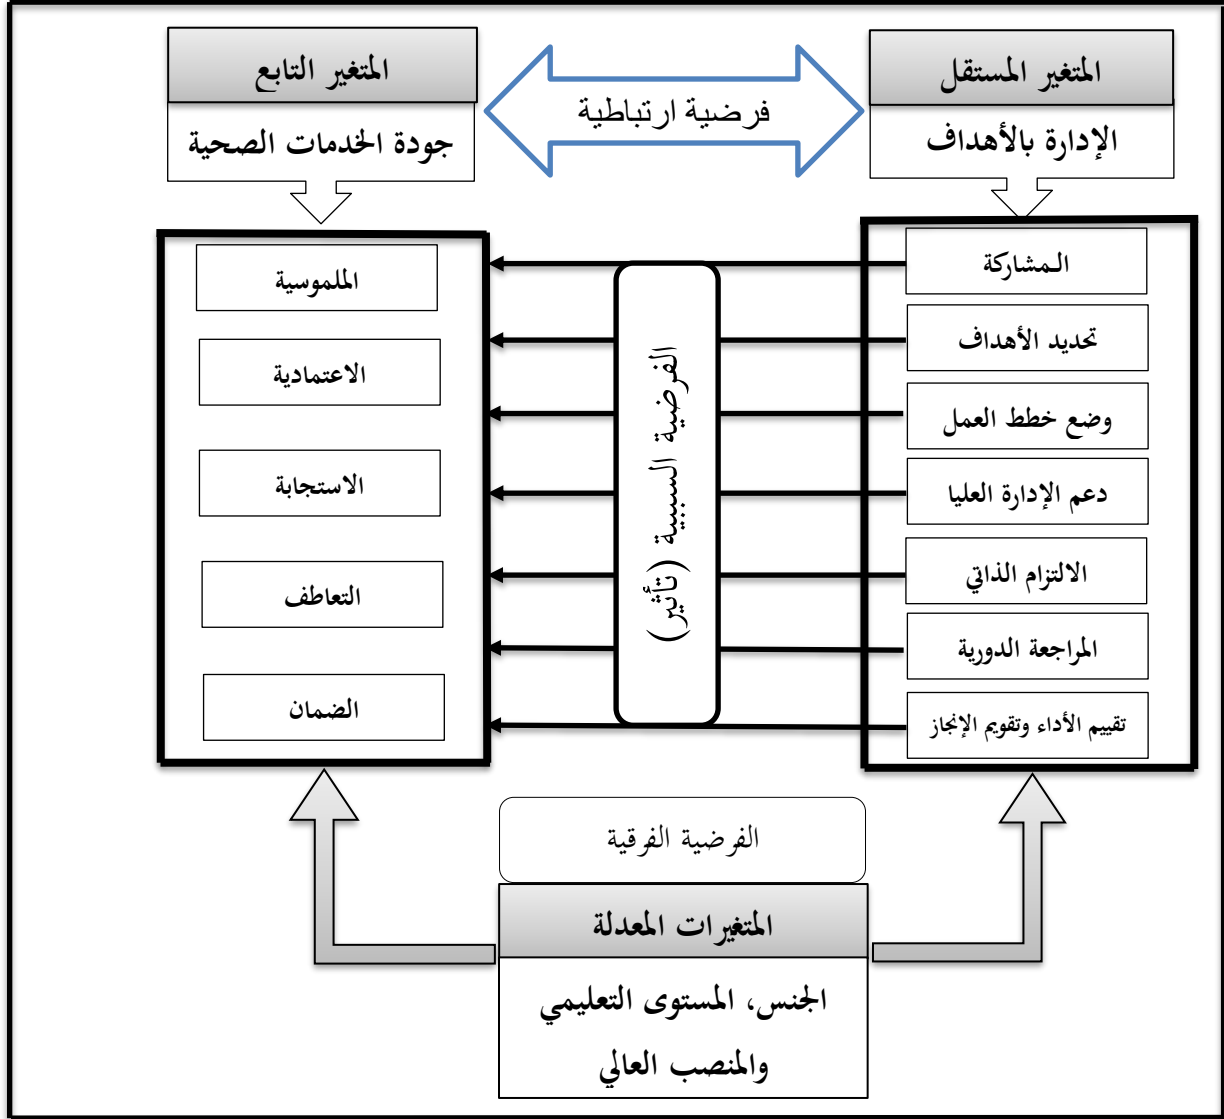 المتغير المستقل
الإدارة بالأهداف
فرضية ارتباطية
المتغير التابع
جودة الخدمات الصحية
المشاركة
تحديد الأهداف
وضع خطط العمل
دعم الإدارة العليا
الالتزام الذاتي
المراجعة الدورية
تقييم الأداء وتقويم الإنجاز
الفرضية السببية (تأثير)
الملموسية
الاعتمادية
الاستجابة
التعاطف
الضمان
الفرضية الفرقية
المتغيرات المعدلة
الجنس، المستوى التعليمي
والمنصب العالي